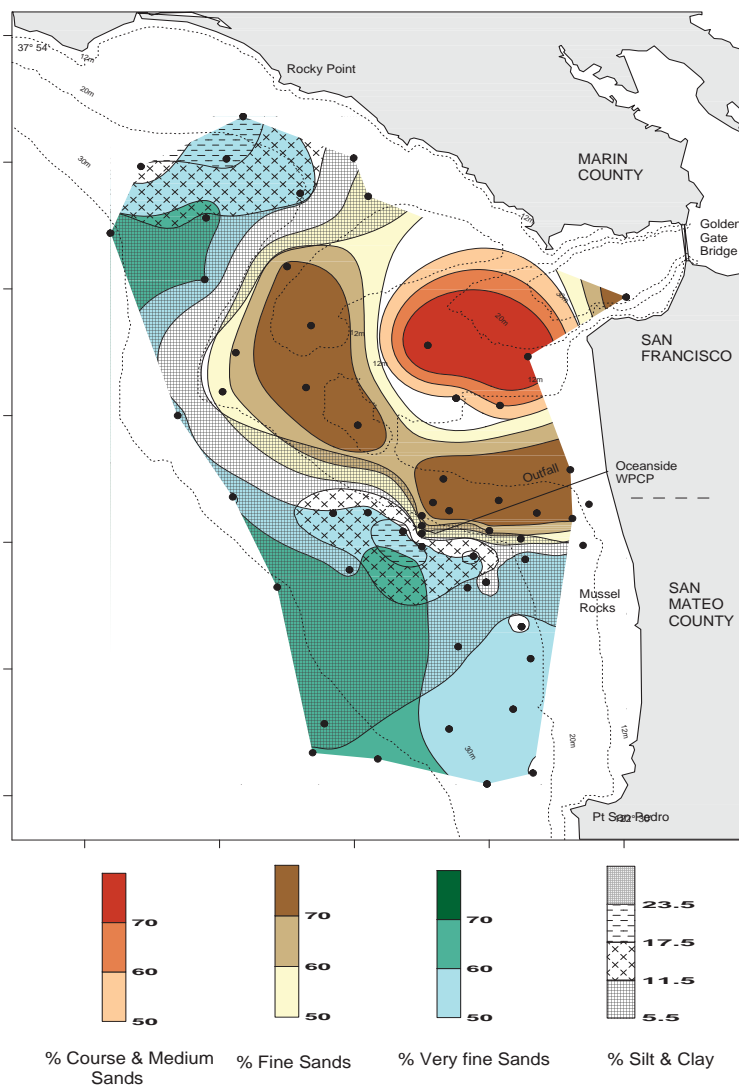 37° 54'
12m
Rocky Point
20m
30m
MARIN
COUNTY
12m
Golden
Gate
Bridge
30m
20m
12m
SAN
FRANCISCO
12m
12m
Outfall
Oceanside
WPCP
Mussel
Rocks
SAN
MATEO
COUNTY
30m
20m
12m
Pt San Pedro
70
60
50
70
60
50
70
60
50
23.5
17.5
11.5
5.5
% Course & Medium
Sands
% Fine Sands
% Very fine Sands
% Silt & Clay